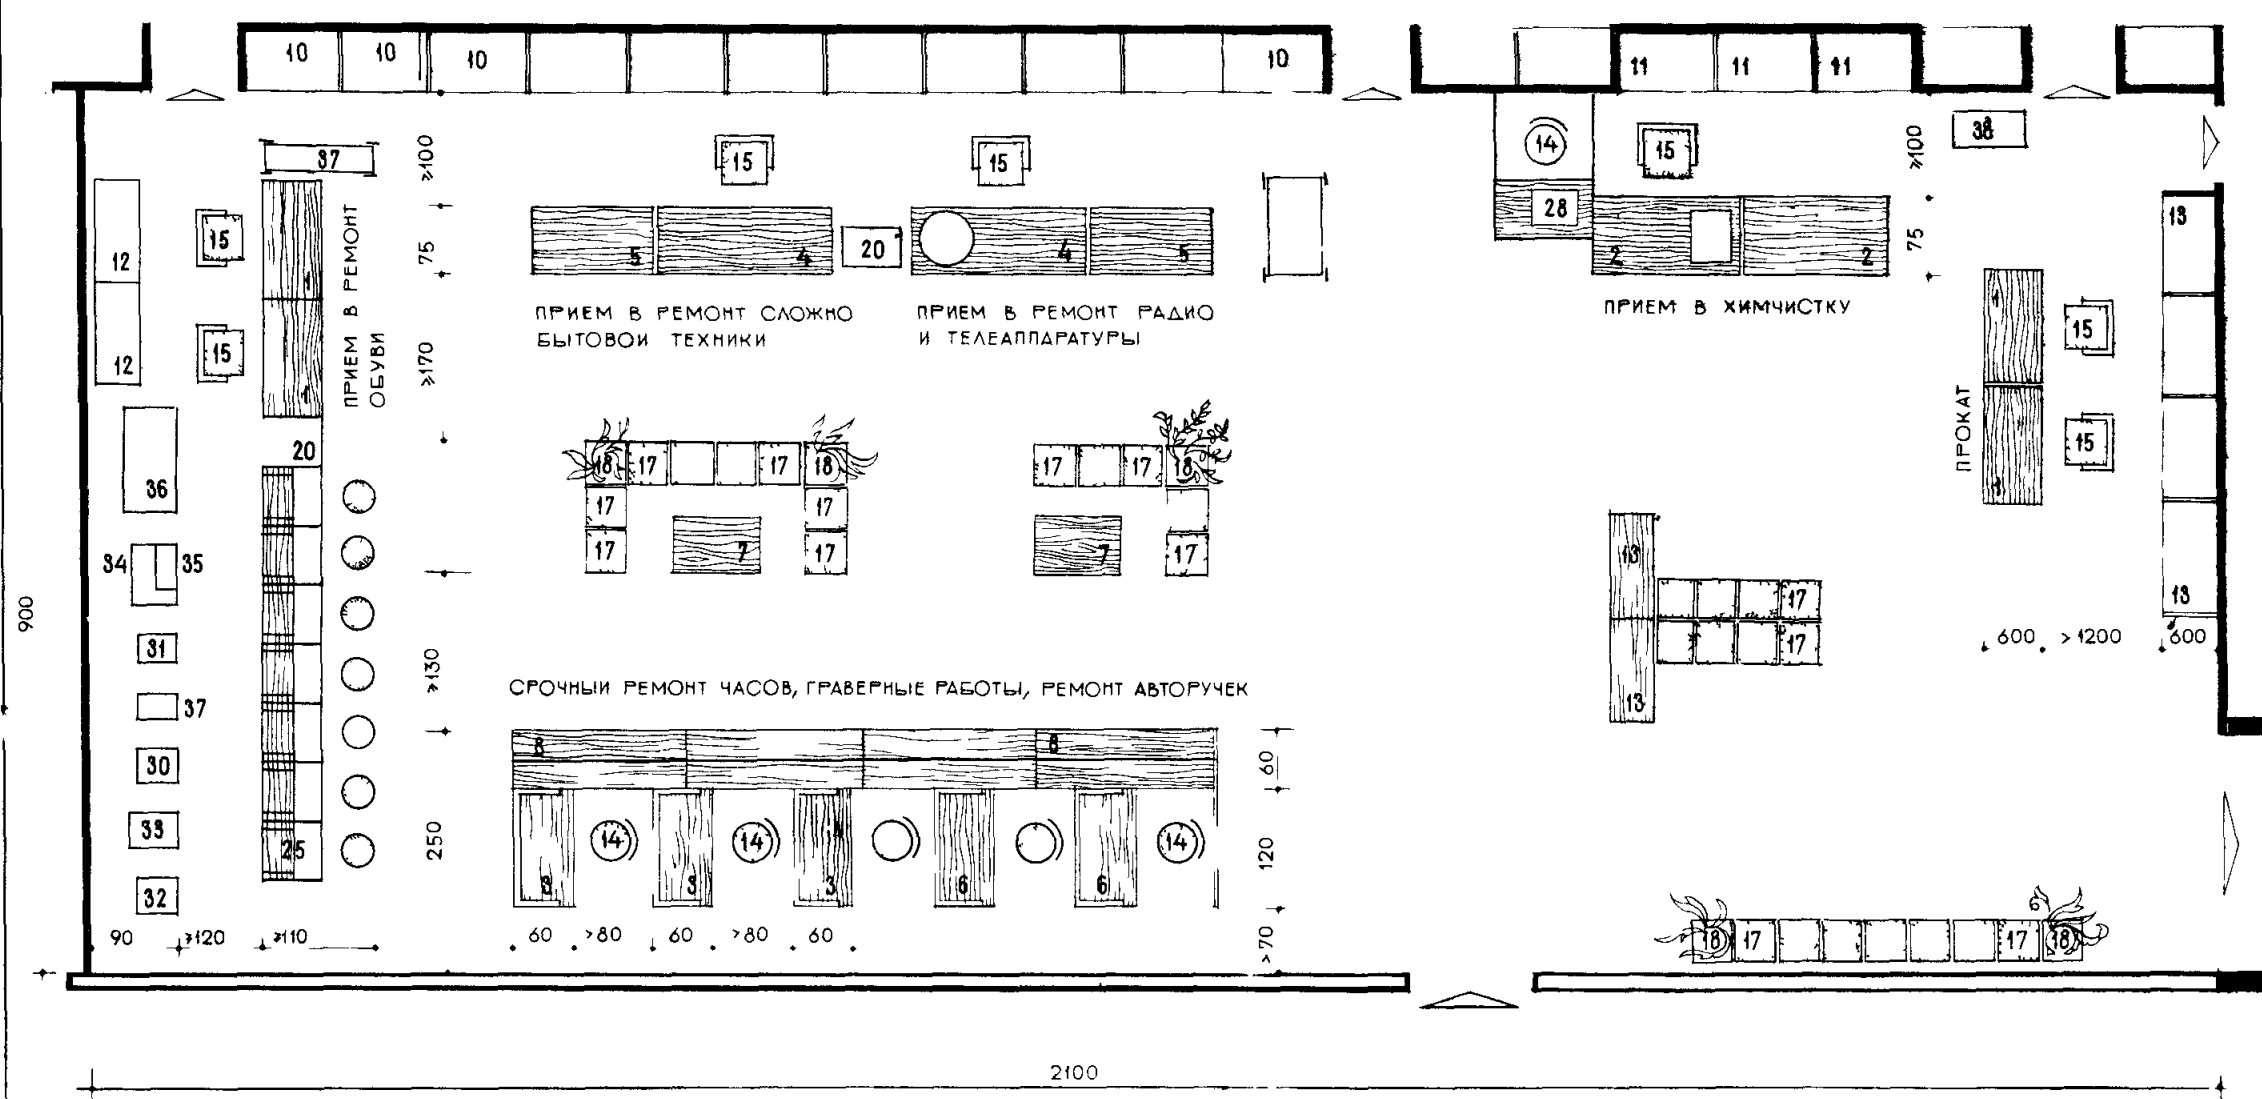 10 10 10 10 11 11 11
37 15 15 14 15 ≥100 ≥100 38
12 15 1 ПРИЕМ В РЕМОНТ
ОБУВИ
75 5 4 20 4 5 28 2 2 75 13
ПРИЕМ В РЕМОНТ СЛОЖНО
БЫТОВОЙ ТЕХНИКИ
ПРИЕМ В РЕМОНТ РАДИО
И ТЕЛЕАППАРАТУРЫ
ПРИЕМ В ХИМЧИСТКУ
12 15 1 ≥170 1 15
ПРОКАТ
1 15
20 18 17 17 18 17 17 18
36 17 17
34 35 17 7 17 7 17 13
17
900 31 17 600 >1200 600 13
37 ≥130 13
СРОЧНЫЙ РЕМОНТ ЧАСОВ, ГРАВЕРНЫЕ РАБОТЫ, РЕМОНТ АВТОРУЧЕК
30 8 8 60
33 25 250 14 14 14 120
32 3 3 3 6 6
90 ≥120 ≥110 60 >80 60 >80 60 >70 18 17 17 18
2100